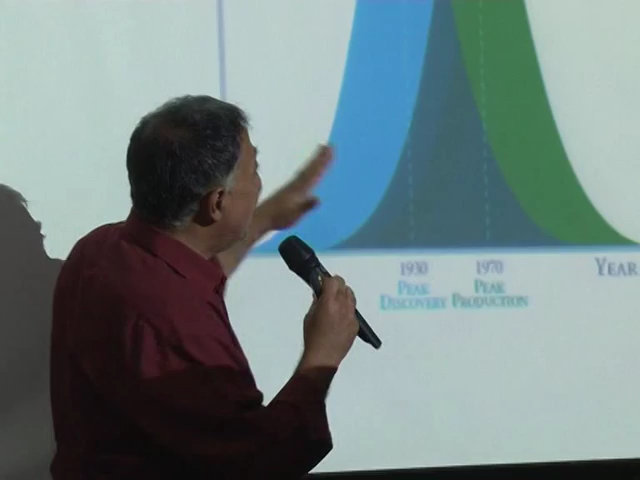 1930
1970
YEAR
PEAK
PEAK
DISCOVERY
PRODUCTION